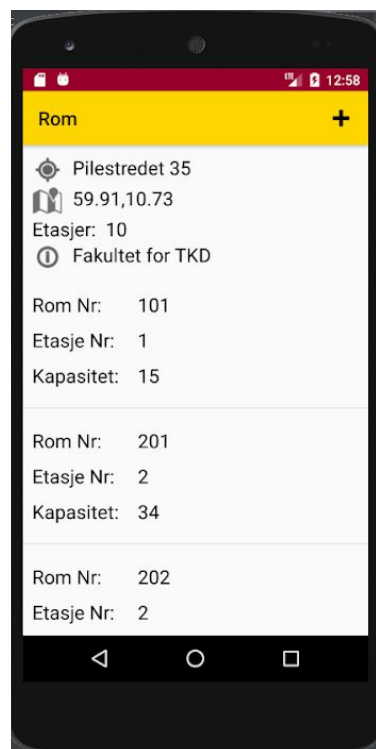 LTE 12:58
Rom +
Pilestredet 35
59.91,10.73
Etasjer: 10
Fakultet for TKD
Rom Nr: 101
Etasje Nr: 1
Kapasitet: 15
Rom Nr: 201
Etasje Nr: 2
Kapasitet: 34
Rom Nr: 202
Etasje Nr: 2